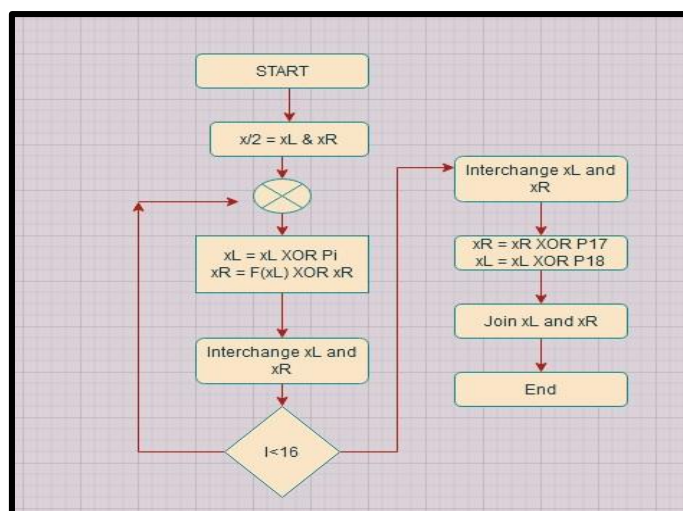 START
x/2 = xL & xR
xL = xL XOR Pi
xR = F(xL) XOR xR
Interchange xL and
xR
I<16
Interchange xL and
xR
xR = xR XOR P17
xL = xL XOR P18
Join xL and xR
End